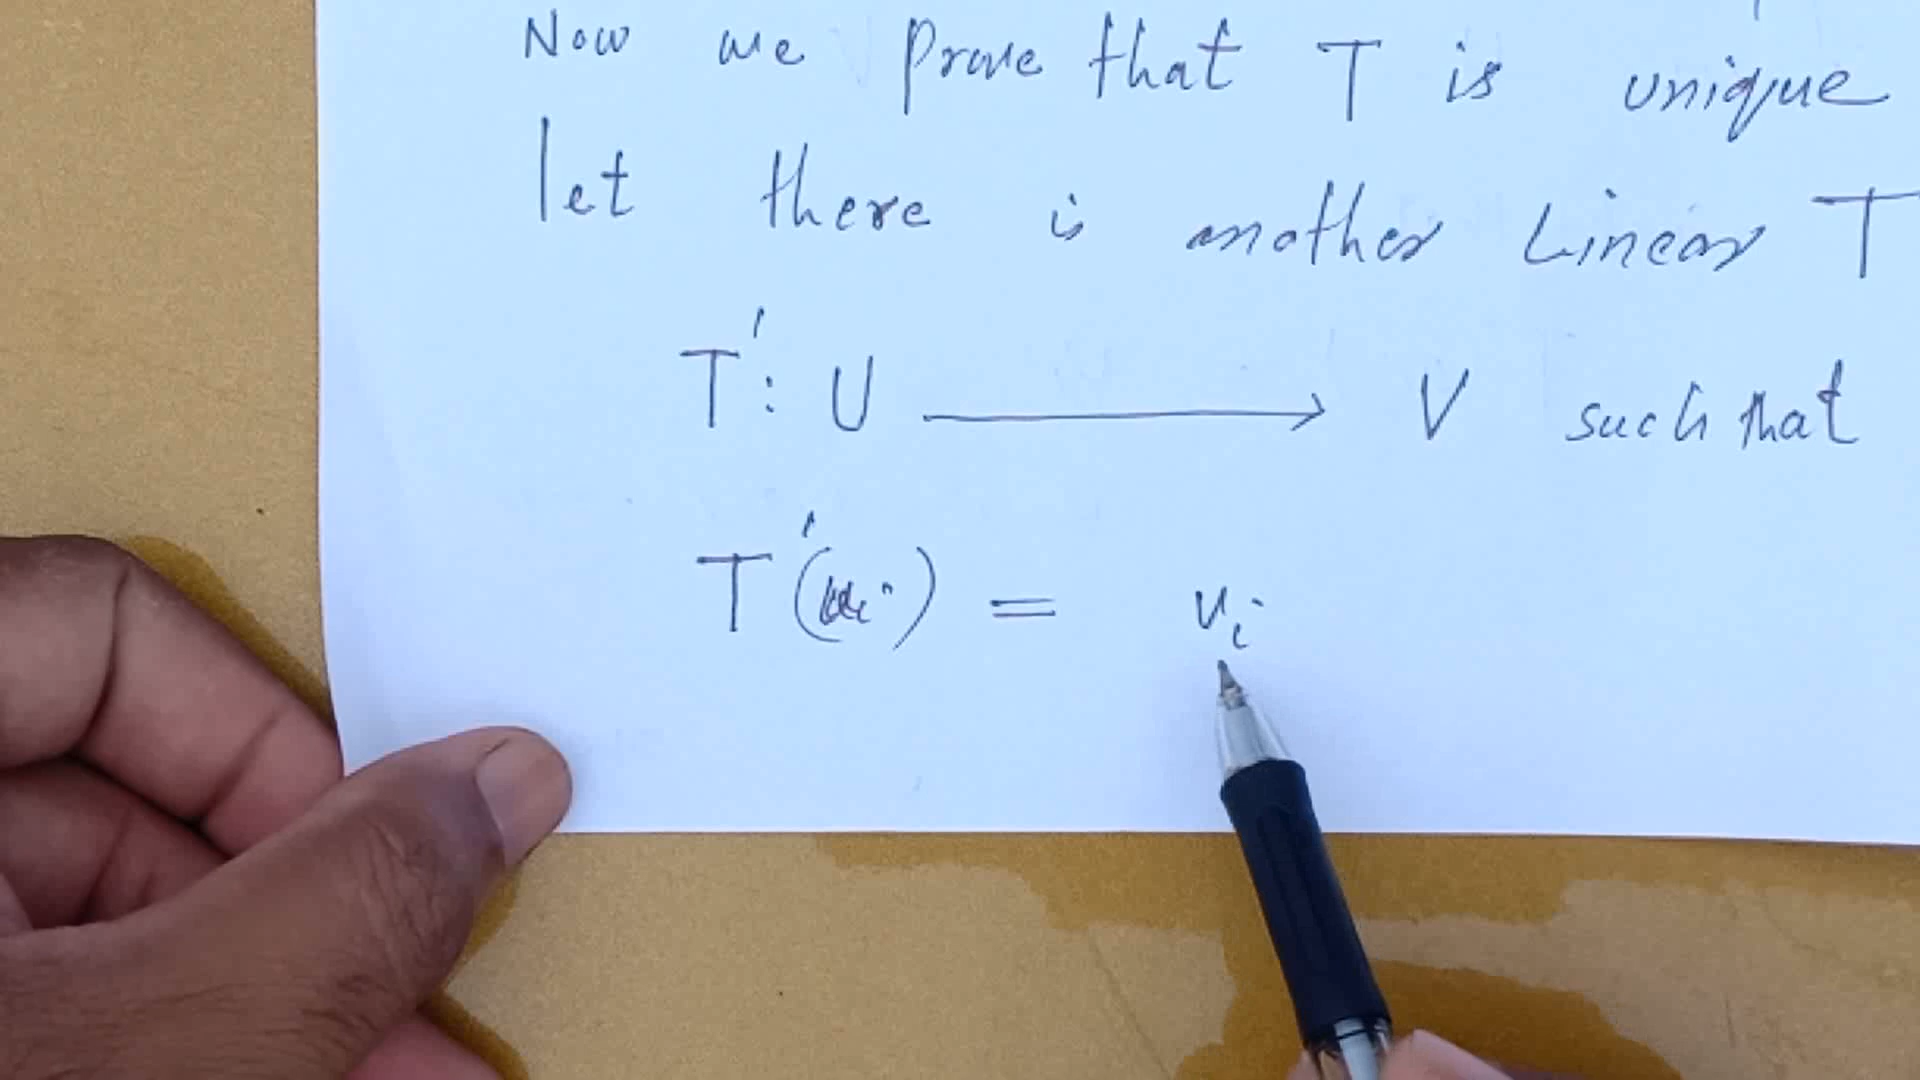 Now we prove that T is unique
let there is another Linear T
T': U ⟶ V such that
T'(ui) = vi